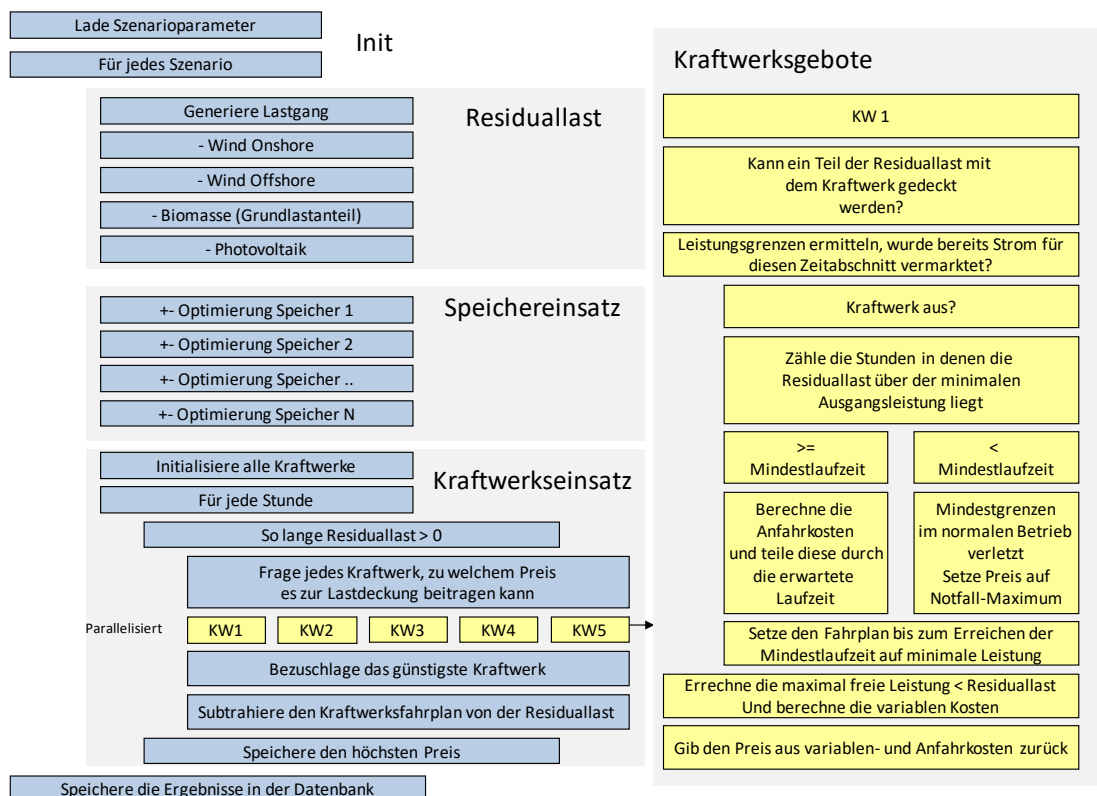 Lade Szenarioparameter
Init
Für jedes Szenario
Generiere Lastgang
Residuallast
- Wind Onshore
- Wind Offshore
- Biomasse (Grundlastanteil)
- Photovoltaik
+- Optimierung Speicher 1
Speichereinsatz
+- Optimierung Speicher 2
+- Optimierung Speicher ..
+- Optimierung Speicher N
Initialisiere alle Kraftwerke
Kraftwerkseinsatz
Für jede Stunde
So lange Residuallast > 0
Frage jedes Kraftwerk, zu welchem Preis
es zur Lastdeckung beitragen kann
Parallelisiert
KW1
KW2
KW3
KW4
KW5
Bezuschlage das günstigste Kraftwerk
Subtrahiere den Kraftwerksfahrplan von der Residuallast
Speichere den höchsten Preis
Speichere die Ergebnisse in der Datenbank
Kraftwerksgebote
KW 1
Kann ein Teil der Residuallast mit
dem Kraftwerk gedeckt
werden?
Leistungsgrenzen ermitteln, wurde bereits Strom für
diesen Zeitabschnitt vermarktet?
Kraftwerk aus?
Zähle die Stunden in denen die
Residuallast über der minimalen
Ausgangsleistung liegt
>=
Mindestlaufzeit
<
Mindestlaufzeit
Berechne die
Anfahrkosten
und teile diese durch
die erwartete
Laufzeit
Mindestgrenzen
im normalen Betrieb
verletzt
Setze Preis auf
Notfall-Maximum
Setze den Fahrplan bis zum Erreichen der
Mindestlaufzeit auf minimale Leistung
Errechne die maximal freie Leistung < Residuallast
Und berechne die variablen Kosten
Gib den Preis aus variablen- und Anfahrkosten zurück